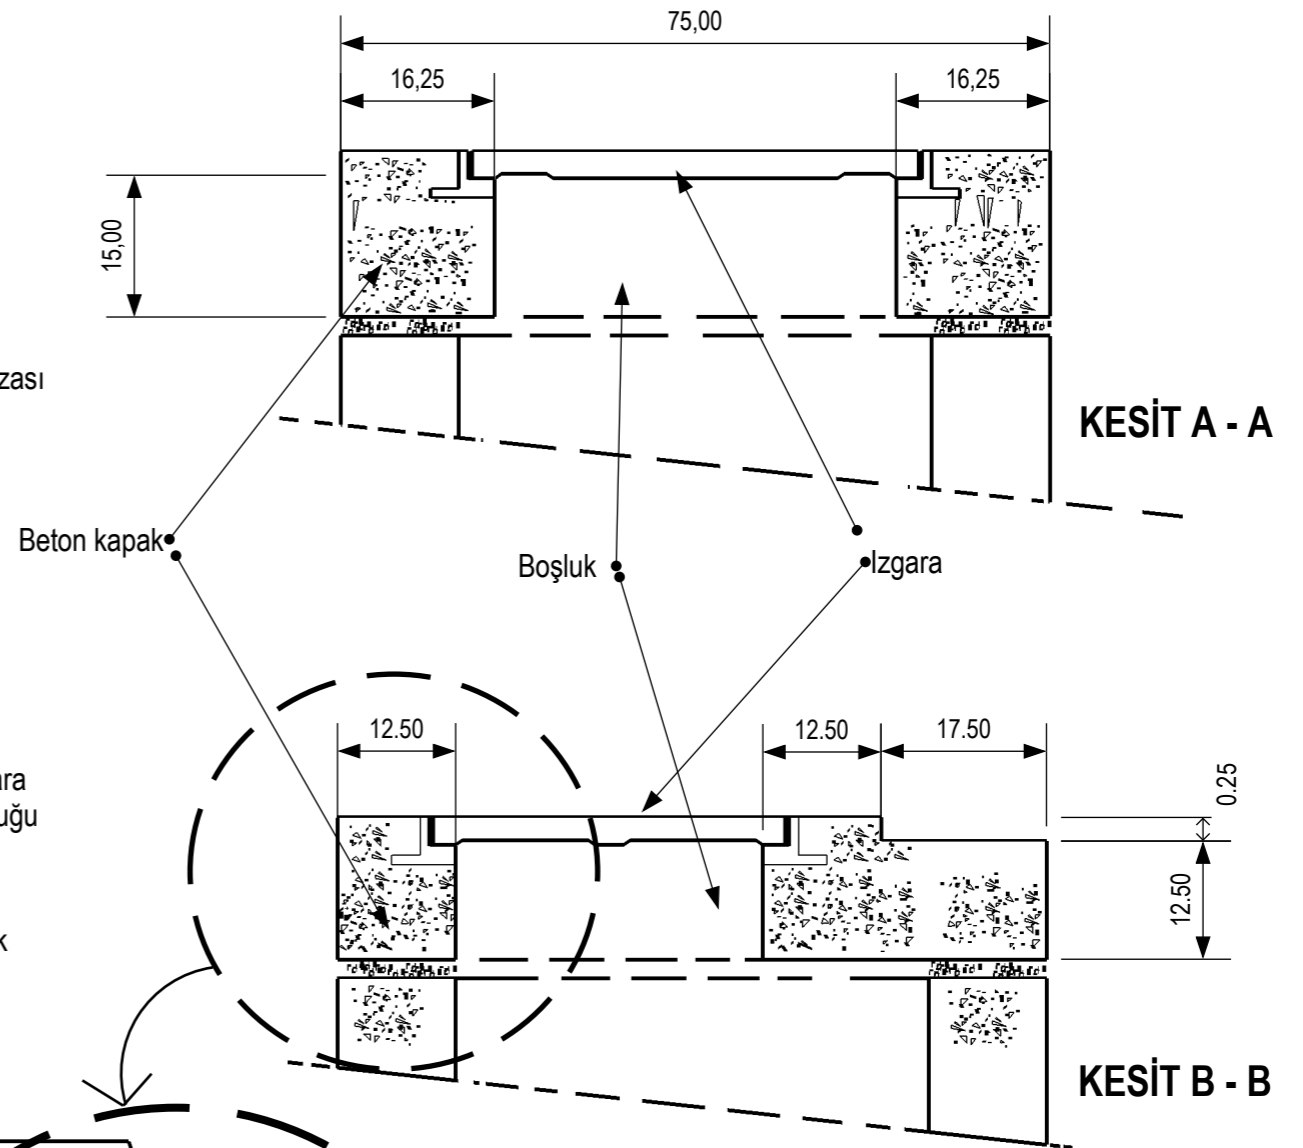 75,00
16,25
16,25
15,00
zası
KESİT A - A
Beton kapak
Boşluk
Izgara
12.50
12.50
17.50
0.25
ara
uğu
12.50
k
KESİT B - B